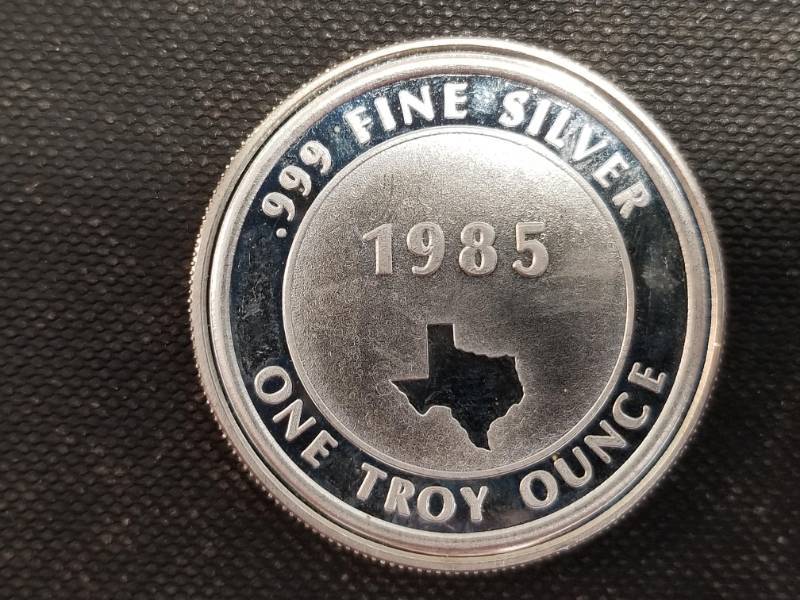 .999 FINE SILVER
1985
ONE TROY OUNCE